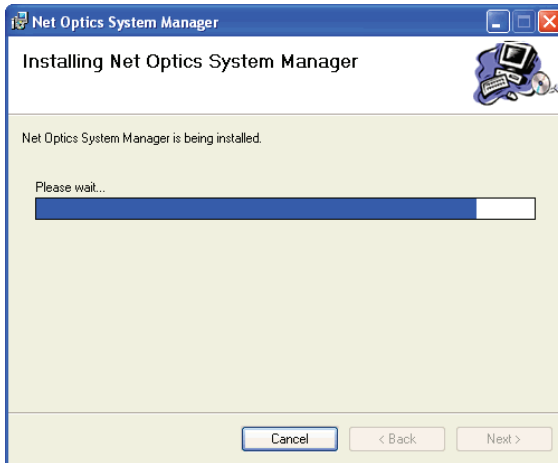 Net Optics System Manager
Installing Net Optics System Manager
Net Optics System Manager is being installed.
Please wait...
Cancel
< Back
Next >